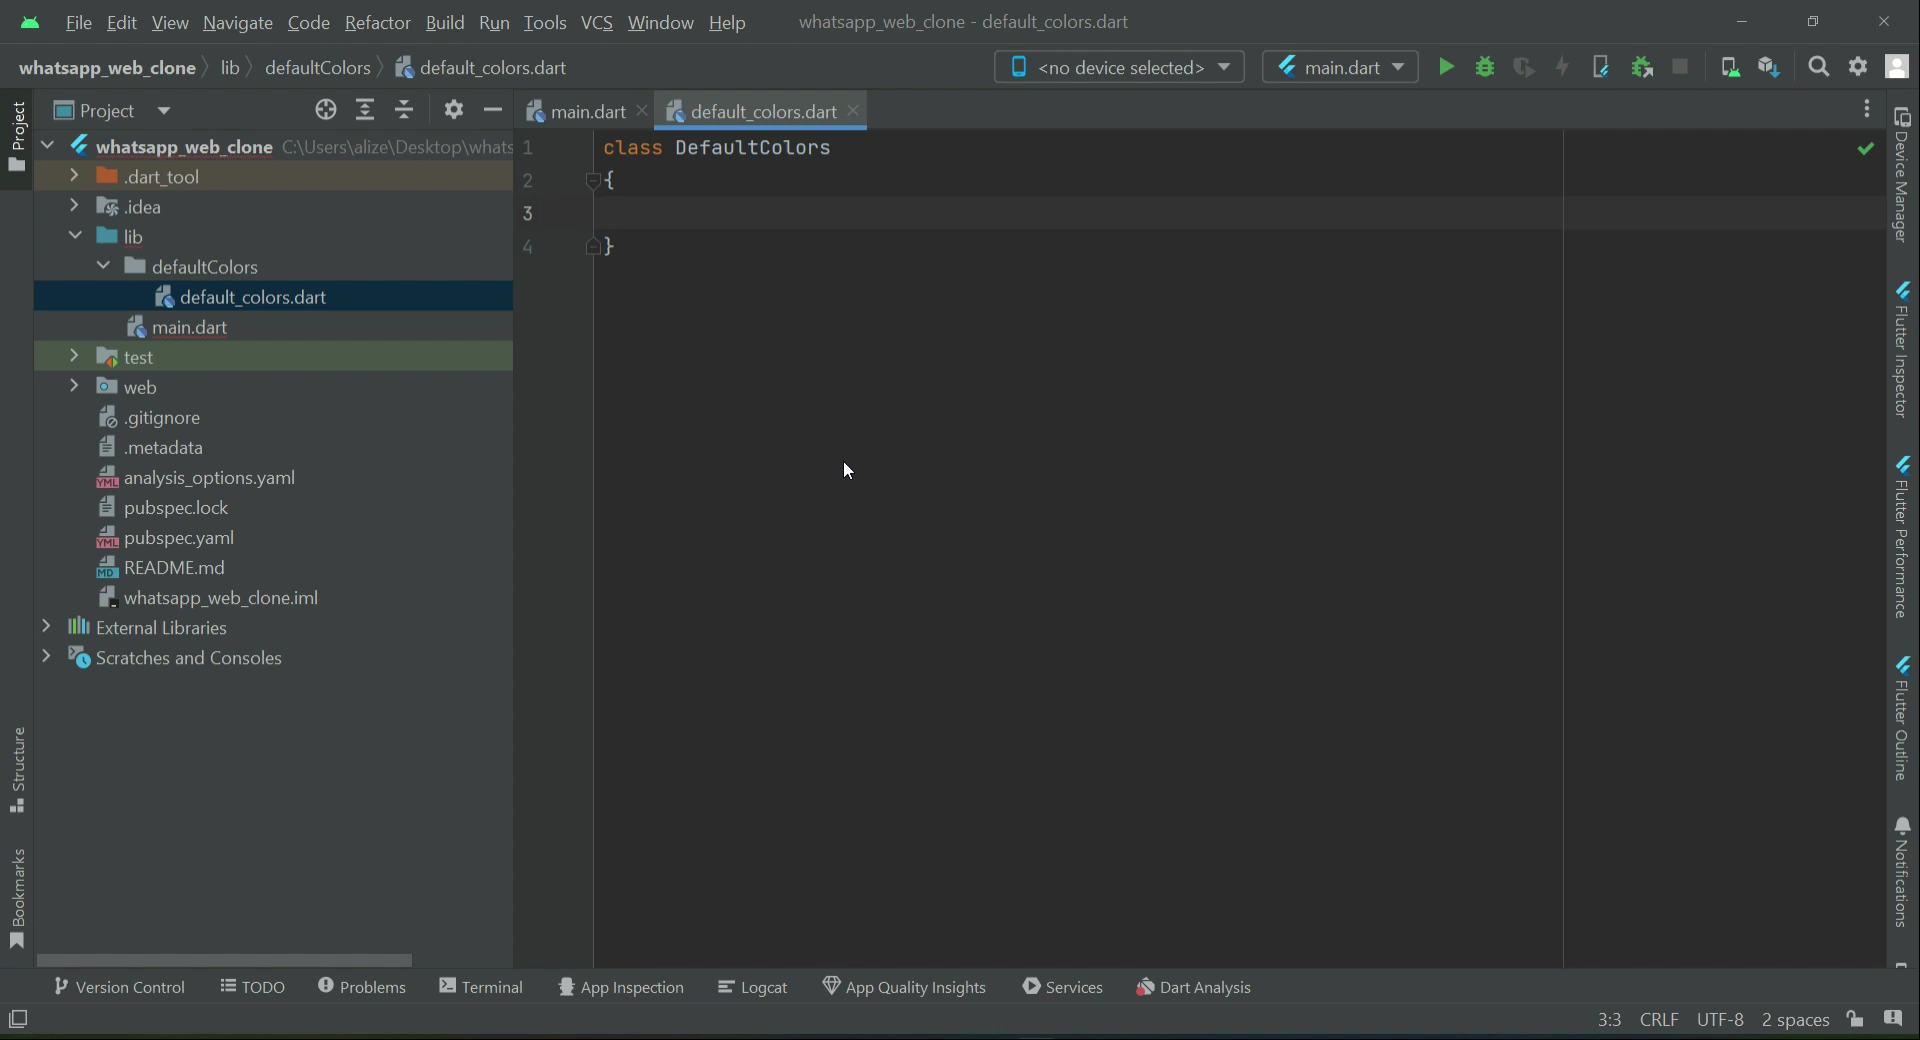 File Edit View Navigate Code Refactor Build Run Tools VCS Window Help whatsapp_web_clone - default_colors.dart
whatsapp_web_clone lib defaultColors default_colors.dart <no device selected> main.dart
Project main.dart default_colors.dart
Project
whatsapp_web_clone C:\Users\alize\Desktop\whats
.dart_tool
.idea
lib
defaultColors
default_colors.dart
main.dart
test
web
.gitignore
.metadata
YML analysis_options.yaml
pubspec.lock
YML pubspec.yaml
MD README.md
whatsapp_web_clone.iml
External Libraries
Scratches and Consoles
Structure
Bookmarks
1 class DefaultColors
2 {
3
4 }
Device Manager
Flutter Inspector
Flutter Performance
Flutter Outline
Notifications
Version Control TODO Problems Terminal App Inspection Logcat App Quality Insights Services Dart Analysis
3:3 CRLF UTF-8 2 spaces